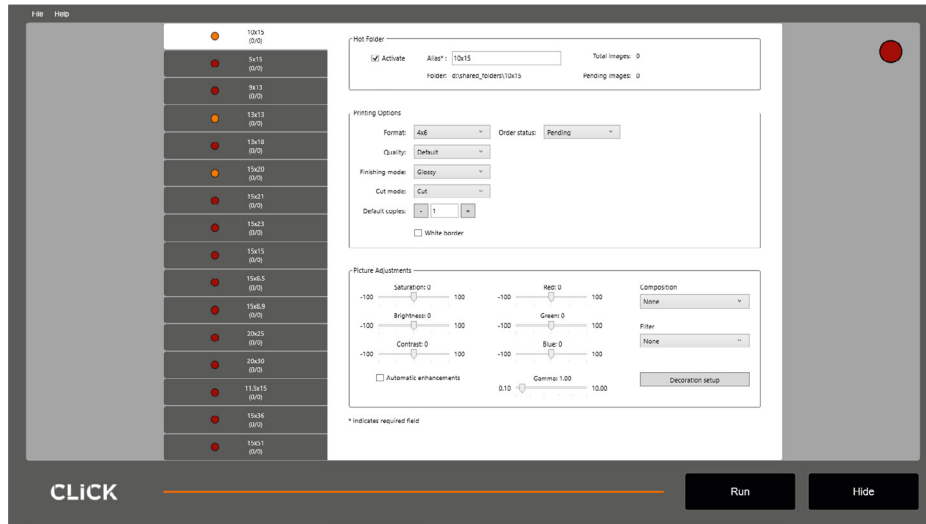 File Help
10x15
(0/0)
5x15
(0/0)
9x13
(0/0)
13x13
(0/0)
13x18
(0/0)
15x20
(0/0)
15x21
(0/0)
15x23
(0/0)
15x15
(0/0)
15x6.5
(0/0)
15x8.9
(0/0)
20x25
(0/0)
20x30
(0/0)
11.5x15
(0/0)
15x36
(0/0)
15x51
(0/0)
Hot Folder
Activate Alias* : 10x15 Total images: 0
Folder: d:\shared_folders\10x15 Pending images: 0
Printing Options
Format: 4x6 Order status: Pending
Quality: Default
Finishing mode: Glossy
Cut mode: Cut
Default copies: - 1 +
White border
Picture Adjustments
Saturation: 0 Red: 0 Composition
-100 100 -100 100 None
Brightness: 0 Green: 0
-100 100 -100 100 Filter
Contrast: 0 Blue: 0 None
-100 100 -100 100
Automatic enhancements Gamma: 1.00 Decoration setup
0.10 10.00
* Indicates required field
CLiCK Run Hide